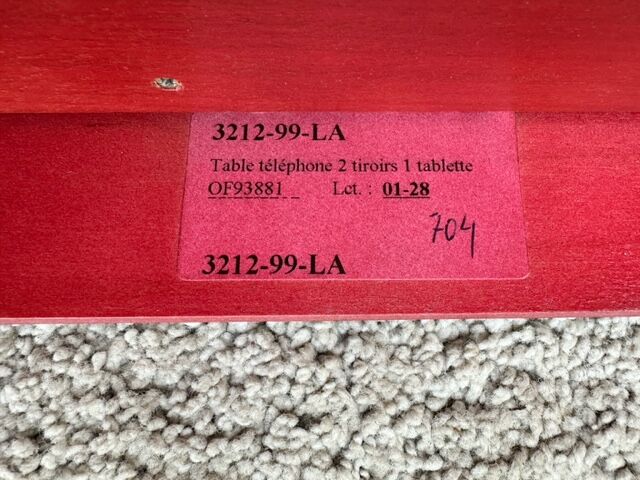 3212-99-LA
Table téléphone 2 tiroirs 1 tablette
OF93881 Lct. : 01-28
704
3212-99-LA